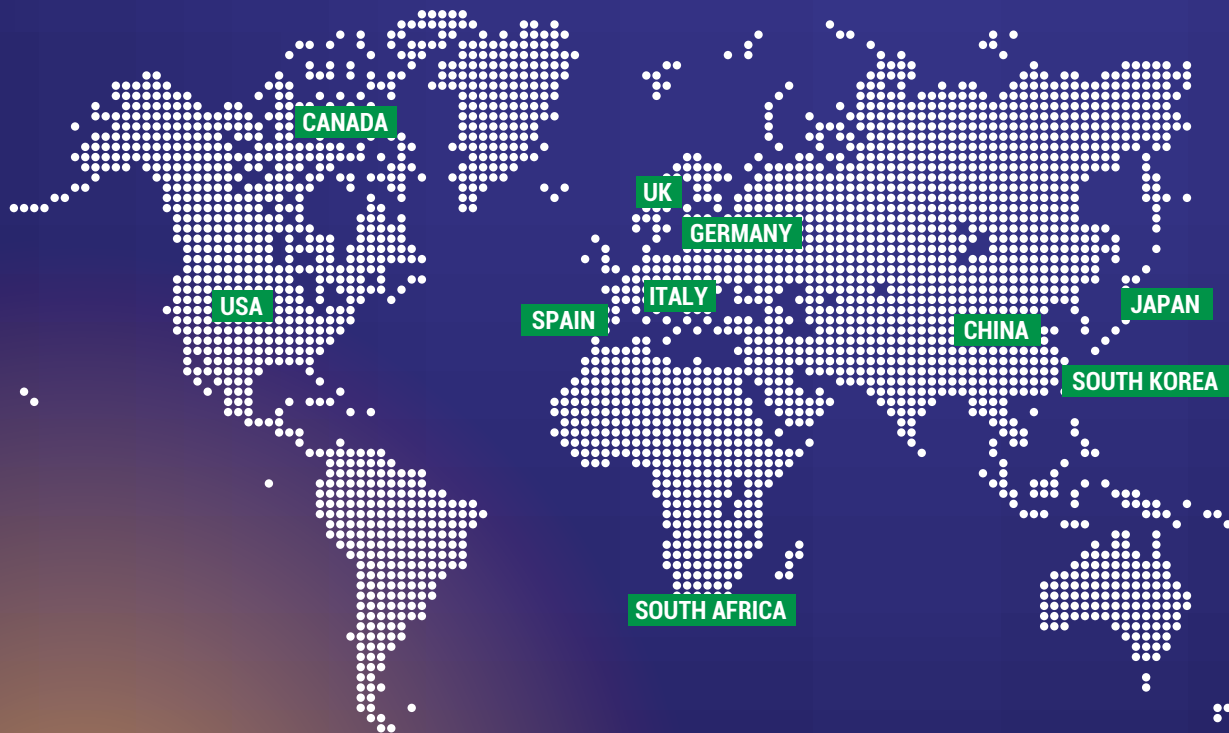 CANADA
UK
GERMANY
ITALY
USA
JAPAN
SPAIN
CHINA
SOUTH KOREA
SOUTH AFRICA